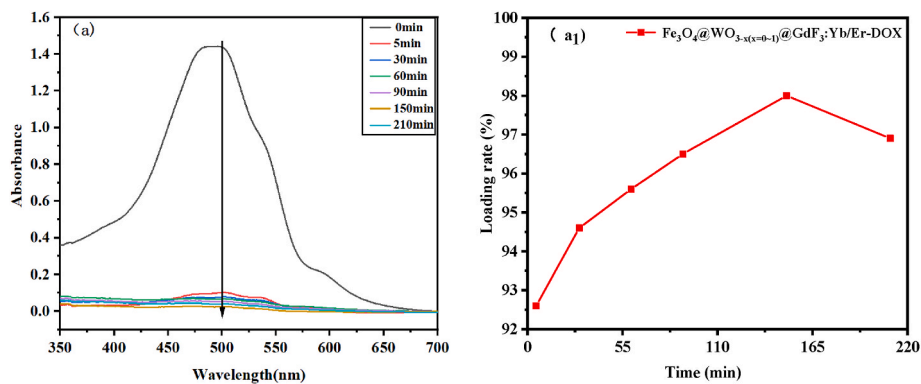 (a)
0min
5min
30min
60min
90min
150min
210min
Absorbance
1.6
1.4
1.2
1.0
0.8
0.6
0.4
0.2
0.0
350 400 450 500 550 600 650 700
Wavelength(nm)
( a1)
Fe₃O₄@WO₃₋ₓ(ₓ₌₀~₁)@GdF₃:Yb/Er-DOX
Loading rate (%)
100
99
98
97
96
95
94
93
92
0 55 110 165 220
Time (min)